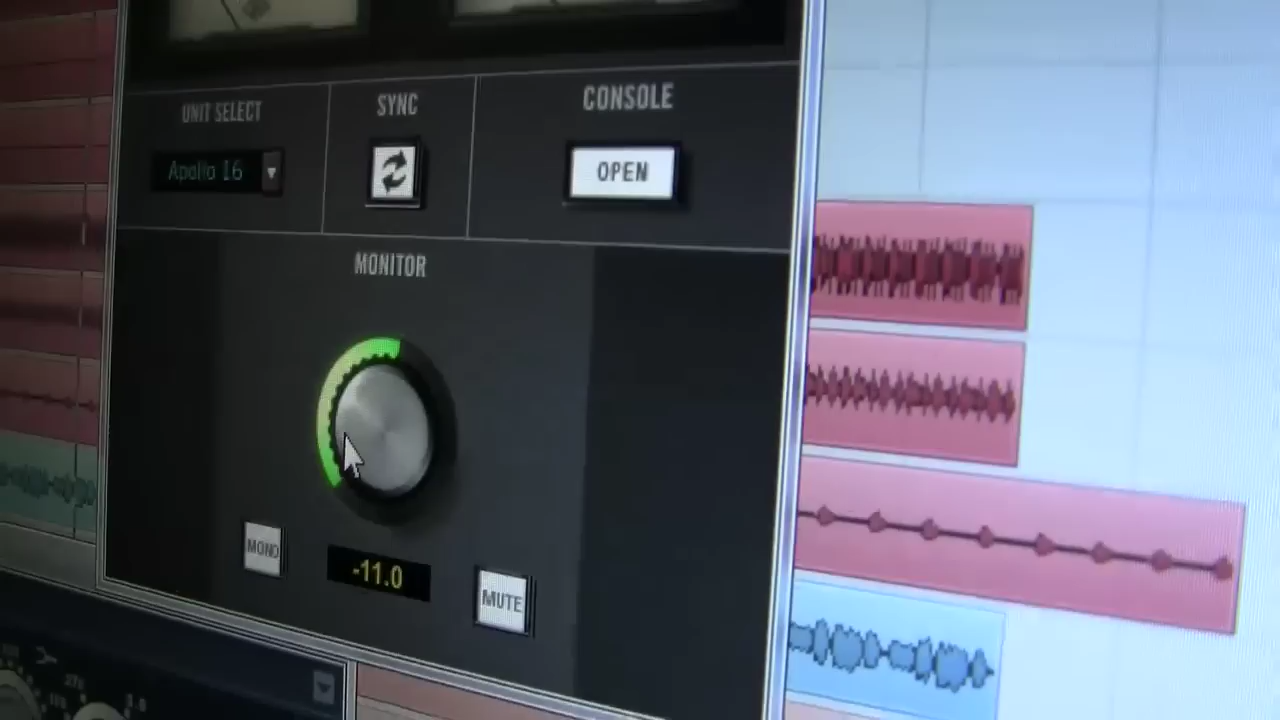 UNIT SELECT
SYNC
CONSOLE
Apollo 16
OPEN
MONITOR
MONO
-11.0
MUTE